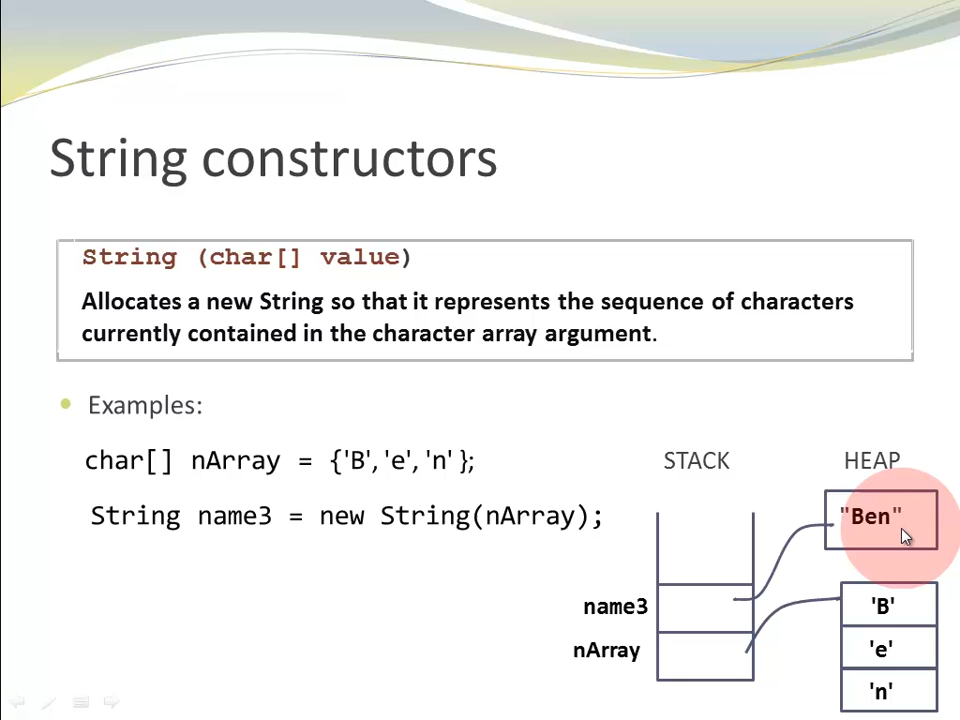 String constructors
String (char[] value)
Allocates a new String so that it represents the sequence of characters
currently contained in the character array argument.
Examples:
char[] nArray = {'B', 'e', 'n' };
String name3 = new String(nArray);
STACK
HEAP
"Ben"
name3
nArray
'B'
'e'
'n'